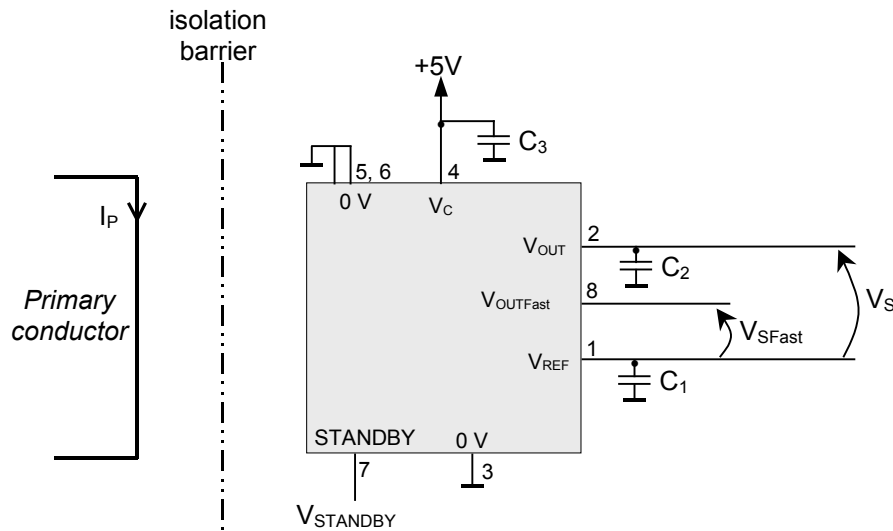 isolation
barrier
+5V
C3
5, 6
4
0 V
VC
IP
Primary
conductor
VOUT
2
C2
VOUTFast
8
VS
VSFast
VREF
1
C1
STANDBY
0 V
7
3
VSTANDBY